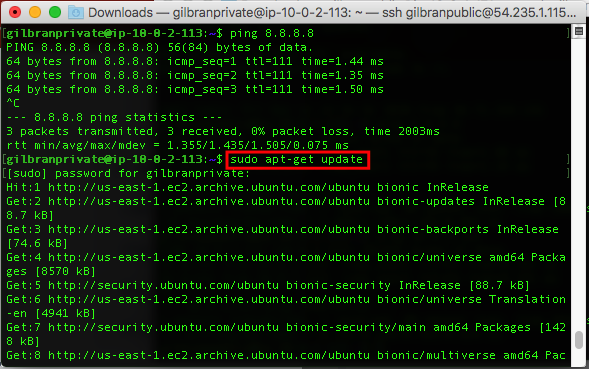 Downloads — gilbranprivate@ip-10-0-2-113: ~ — ssh gilbranpublic@54.235.1.115...
[gilbranprivate@ip-10-0-2-113:~$ ping 8.8.8.8
PING 8.8.8.8 (8.8.8.8) 56(84) bytes of data.
64 bytes from 8.8.8.8: icmp_seq=1 ttl=111 time=1.44 ms
64 bytes from 8.8.8.8: icmp_seq=2 ttl=111 time=1.35 ms
64 bytes from 8.8.8.8: icmp_seq=3 ttl=111 time=1.50 ms
^C
--- 8.8.8.8 ping statistics ---
3 packets transmitted, 3 received, 0% packet loss, time 2003ms
rtt min/avg/max/mdev = 1.355/1.435/1.505/0.075 ms
[gilbranprivate@ip-10-0-2-113:~$ sudo apt-get update
[[sudo] password for gilbranprivate:
Hit:1 http://us-east-1.ec2.archive.ubuntu.com/ubuntu bionic InRelease
Get:2 http://us-east-1.ec2.archive.ubuntu.com/ubuntu bionic-updates InRelease [8
8.7 kB]
Get:3 http://us-east-1.ec2.archive.ubuntu.com/ubuntu bionic-backports InRelease
[74.6 kB]
Get:4 http://us-east-1.ec2.archive.ubuntu.com/ubuntu bionic/universe amd64 Packa
ges [8570 kB]
Get:5 http://security.ubuntu.com/ubuntu bionic-security InRelease [88.7 kB]
Get:6 http://us-east-1.ec2.archive.ubuntu.com/ubuntu bionic/universe Translation
-en [4941 kB]
Get:7 http://security.ubuntu.com/ubuntu bionic-security/main amd64 Packages [142
8 kB]
Get:8 http://us-east-1.ec2.archive.ubuntu.com/ubuntu bionic/multiverse amd64 Pac